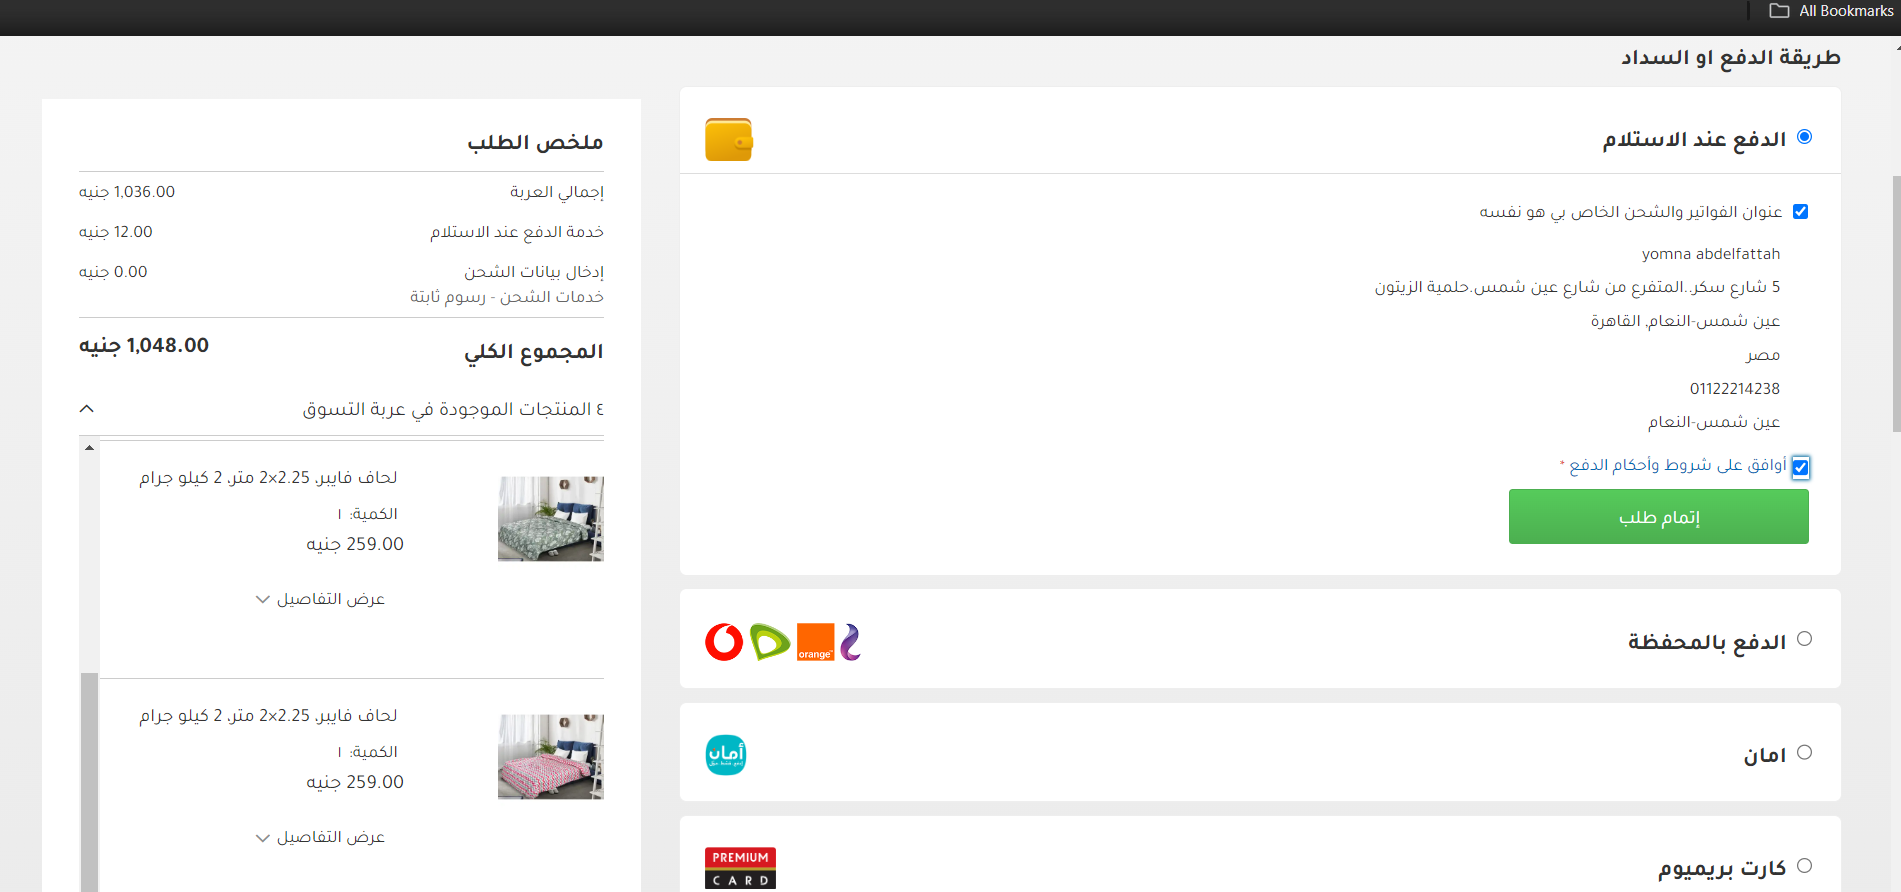 All Bookmarks
طريقة الدفع او السداد
الدفع عند الاستلام
عنوان الفواتير والشحن الخاص بي هو نفسه
yomna abdelfattah
5 شارع سكر..المتفرع من شارع عين شمس.حلمية الزيتون
عين شمس-النعام, القاهرة
مصر
01122214238
عين شمس-النعام
أوافق على شروط وأحكام الدفع *
إتمام طلب
الدفع بالمحفظة
orange
امان
أمان
كارت بريميوم
PREMIUM
CARD
ملخص الطلب
إجمالي العربة 1,036.00 جنيه
خدمة الدفع عند الاستلام 12.00 جنيه
إدخال بيانات الشحن 0.00 جنيه
خدمات الشحن - رسوم ثابتة
المجموع الكلي 1,048.00 جنيه
٤ المنتجات الموجودة في عربة التسوق
لحاف فايبر، 2.25×2 متر، 2 كيلو جرام
الكمية: ١
259.00 جنيه
عرض التفاصيل
لحاف فايبر، 2.25×2 متر، 2 كيلو جرام
الكمية: ١
259.00 جنيه
عرض التفاصيل